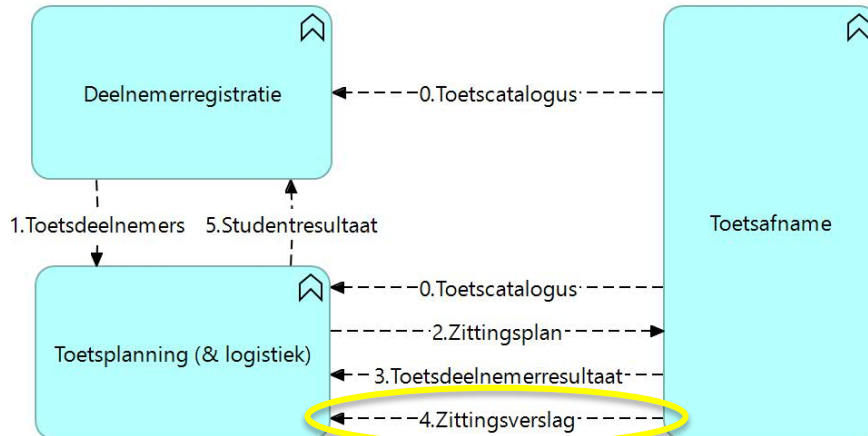 Deelnemerregistratie
0.Toetscatalogus
1.Toetsdeelnemers
5.Studentresultaat
Toetsafname
0.Toetscatalogus
2.Zittingsplan
Toetsplanning (& logistiek)
3.Toetsdeelnemerresultaat
4.Zittingsverslag